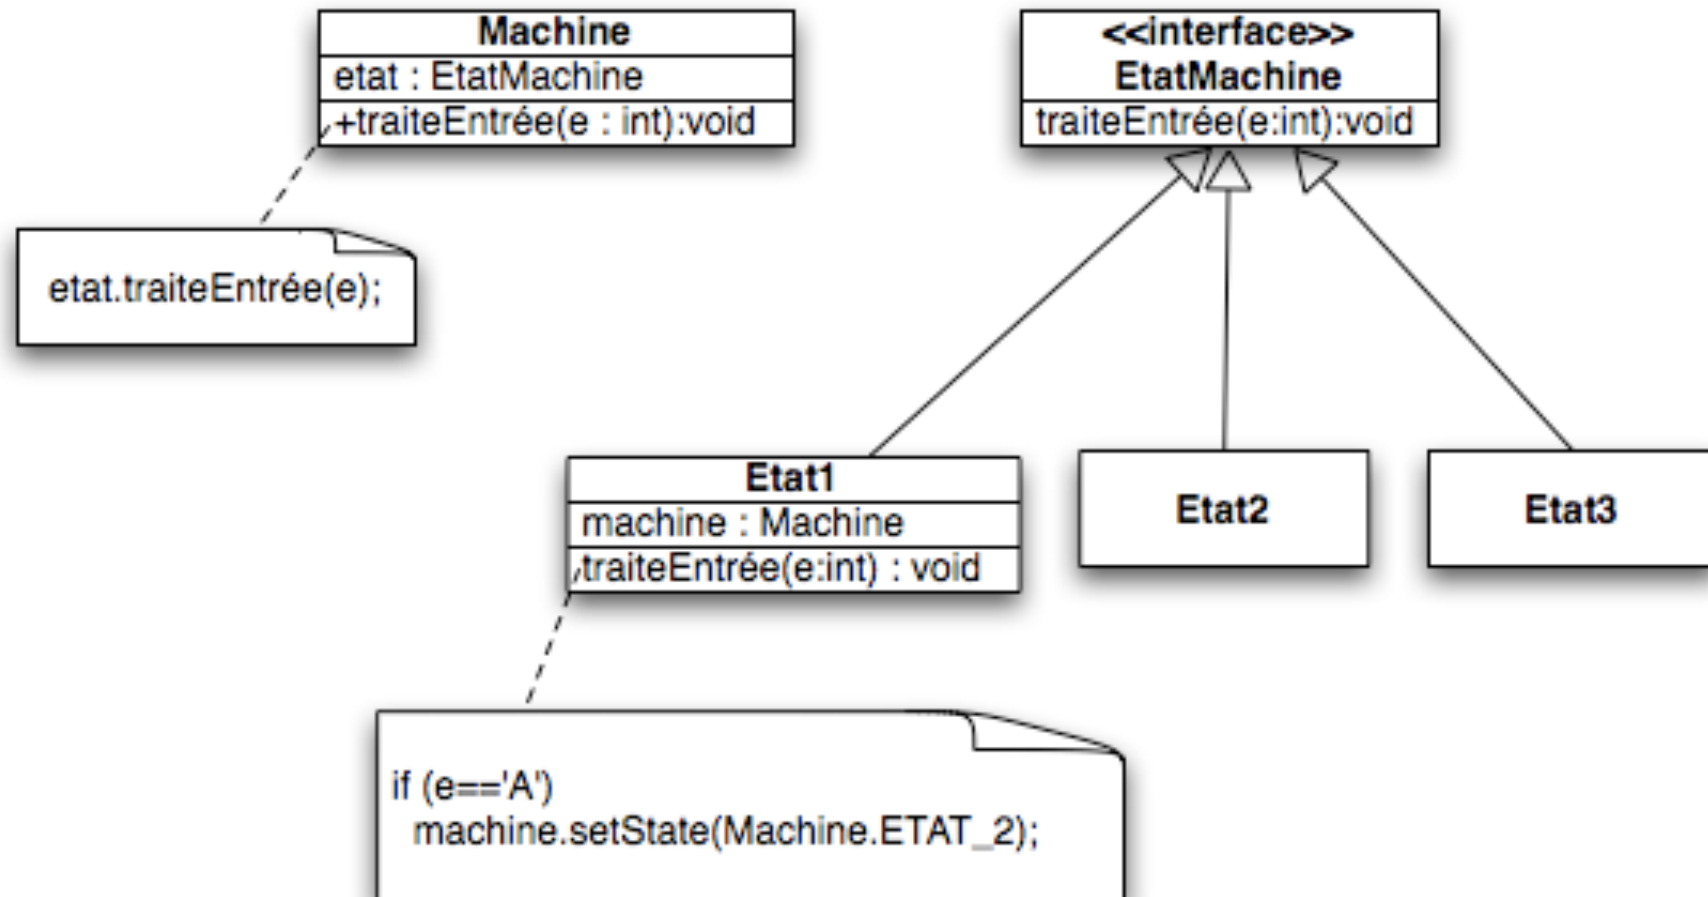 Machine
etat : EtatMachine
+traiteEntrée(e : int):void
<<interface>>
EtatMachine
traiteEntrée(e:int):void
etat.traiteEntrée(e);
Etat1
machine : Machine
traiteEntrée(e:int) : void
Etat2
Etat3
if (e=='A')
machine.setState(Machine.ETAT_2);